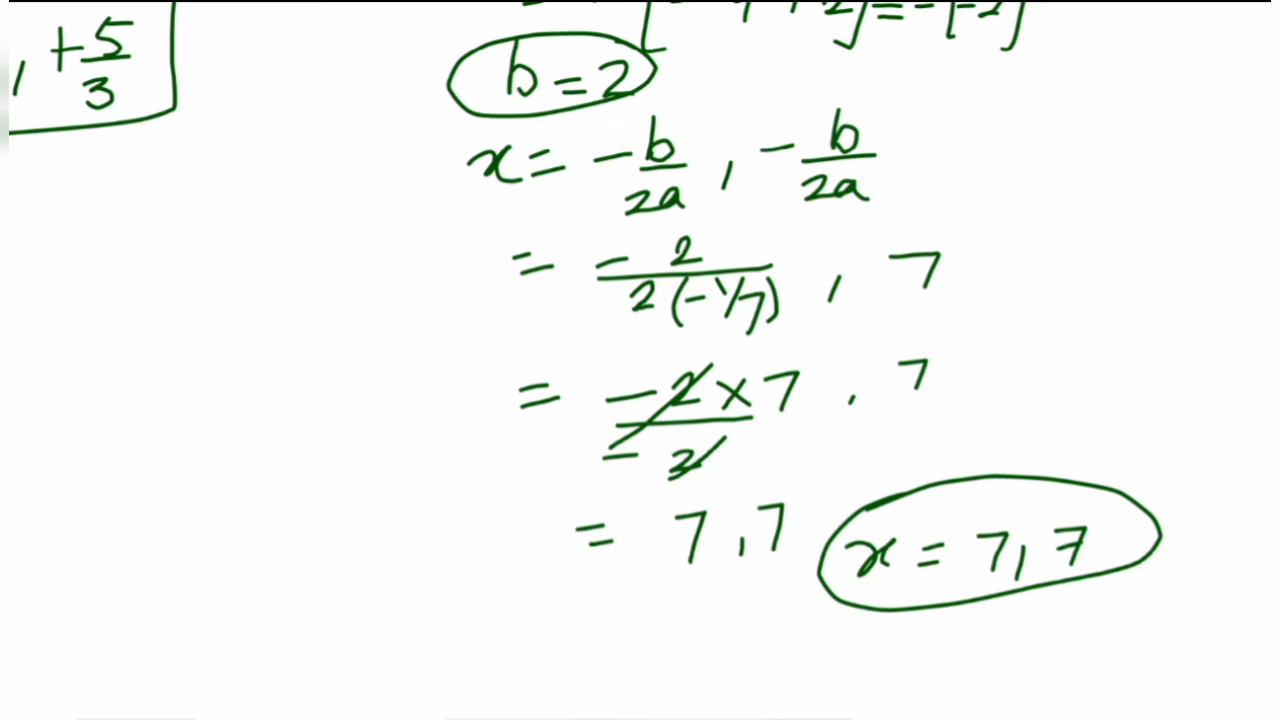 , +5/3
b = 2
x = -b/2a , -b/2a
= -2/2(-1/7) , 7
= -2×7/-2 , 7
= 7,7
x = 7,7